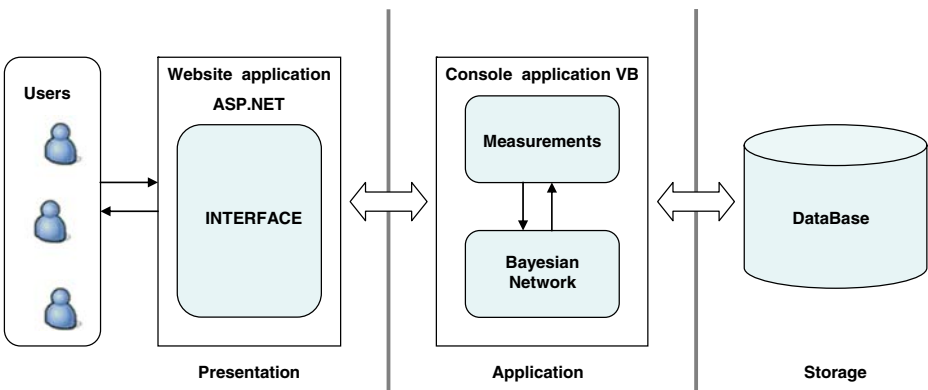 Users
Website application
ASP.NET
INTERFACE
Console application VB
Measurements
Bayesian
Network
DataBase
Presentation
Application
Storage